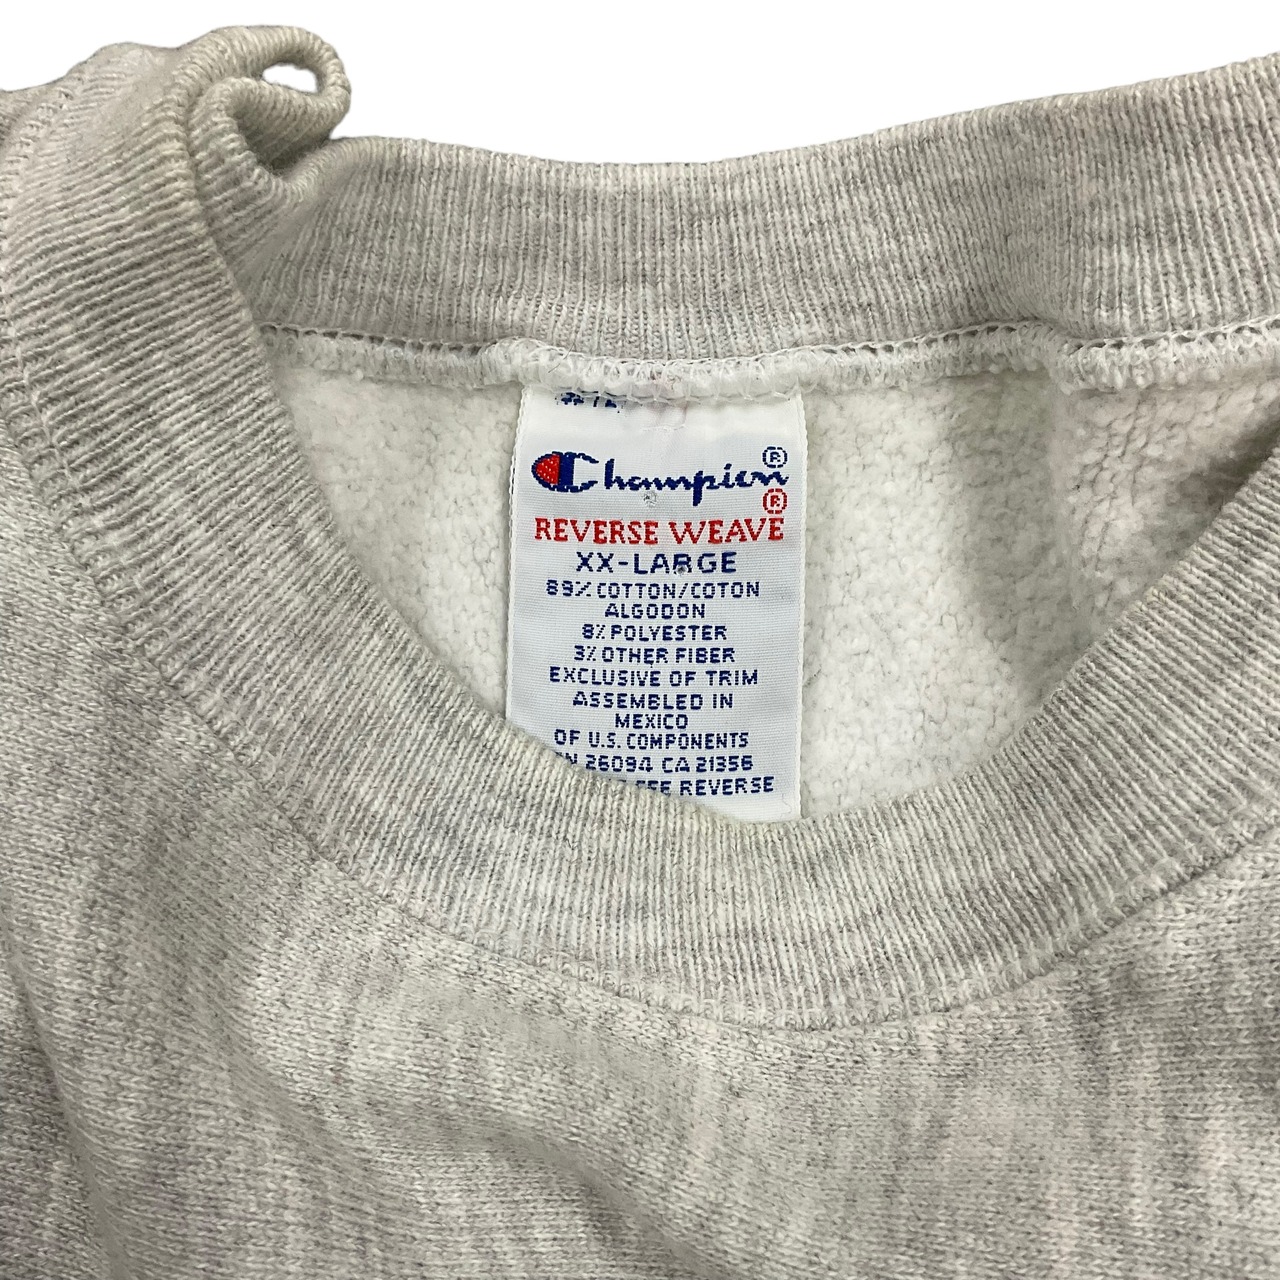 Champion®
®
REVERSE WEAVE
XX-LARGE
89% COTTON/COTON
ALGODON
8% POLYESTER
3% OTHER FIBER
EXCLUSIVE OF TRIM
ASSEMBLED IN
MEXICO
OF U.S. COMPONENTS
26094 CA 21356
REVERSE